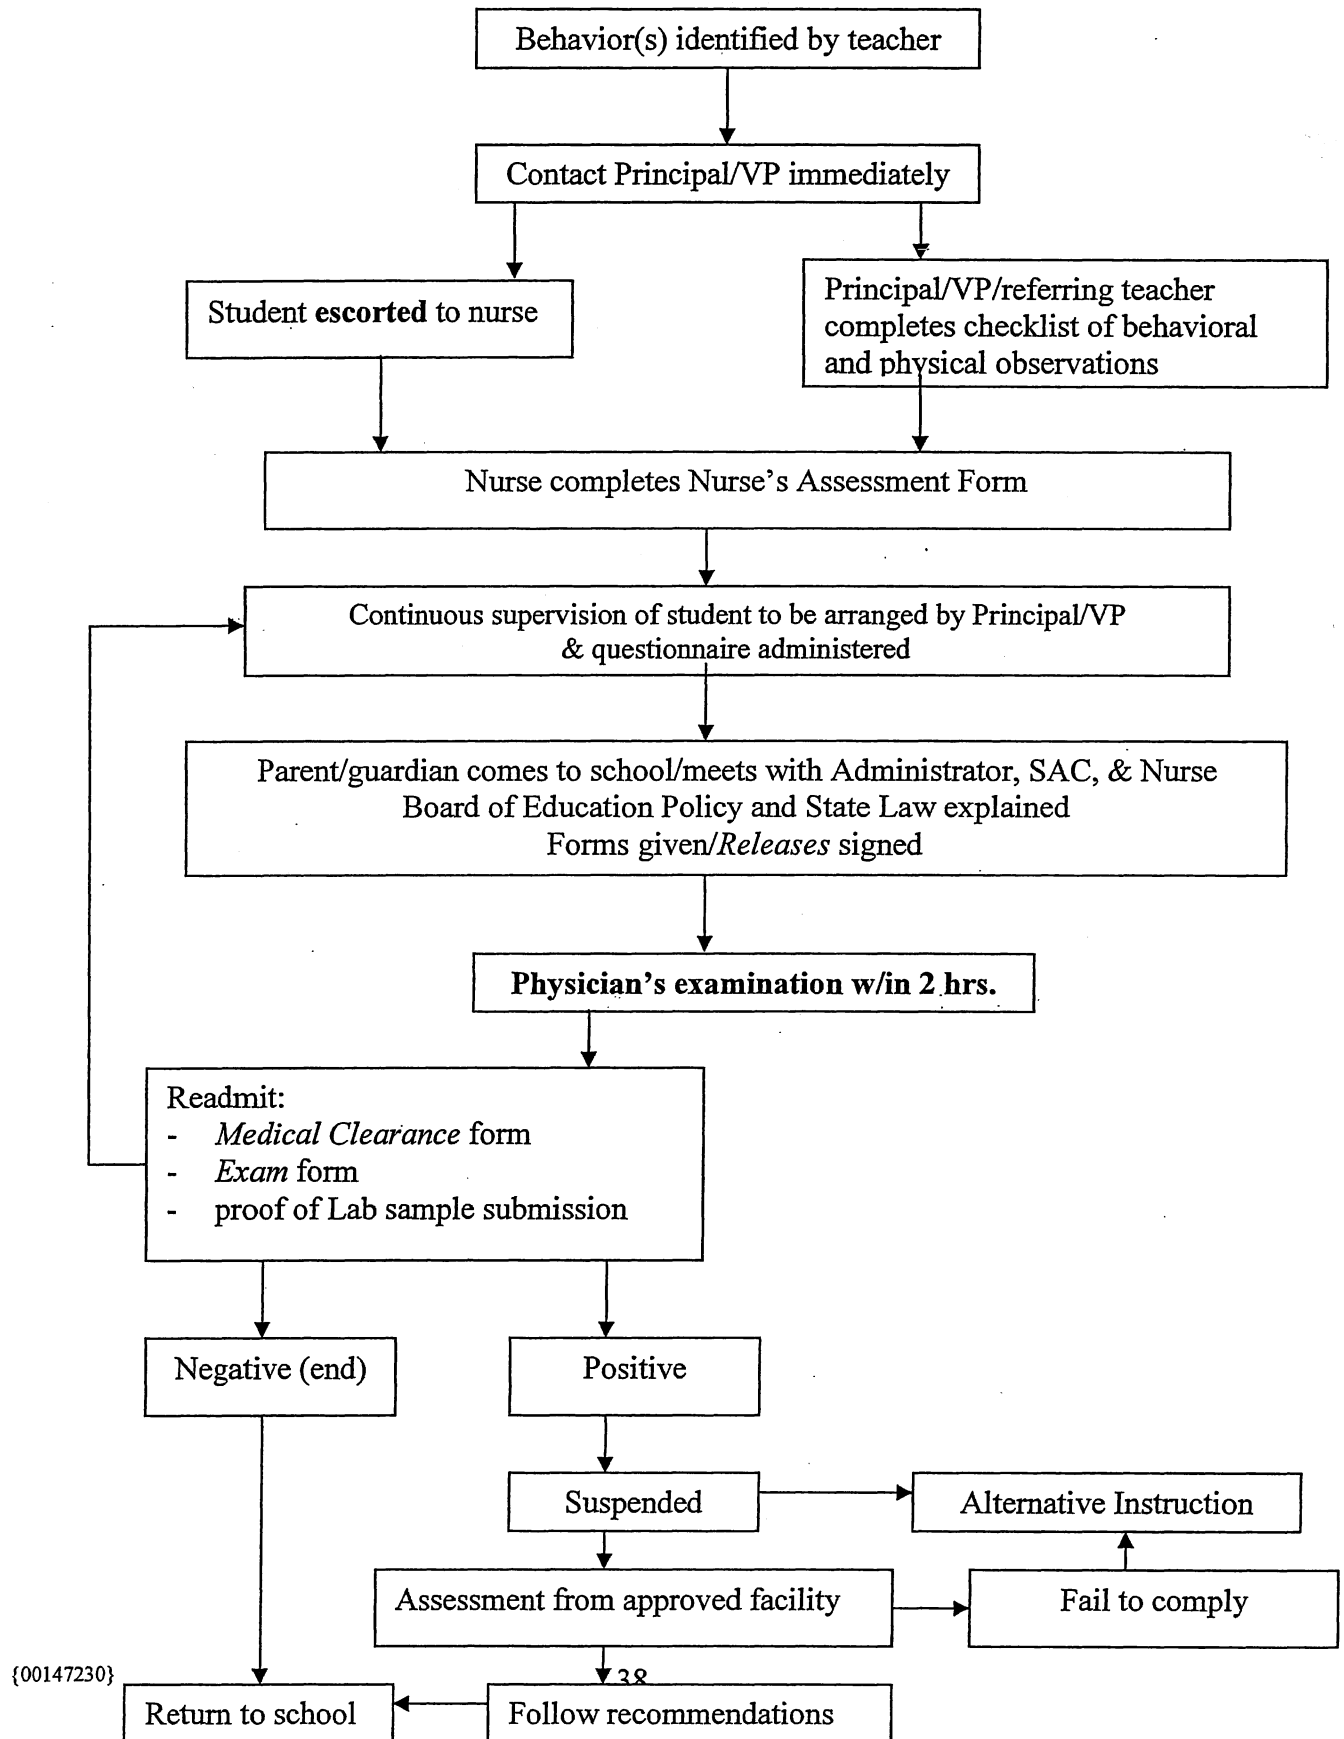 Behavior(s) identified by teacher
Contact Principal/VP immediately
Student escorted to nurse
Principal/VP/referring teacher
completes checklist of behavioral
and physical observations
Nurse completes Nurse's Assessment Form
Continuous supervision of student to be arranged by Principal/VP
& questionnaire administered
Parent/guardian comes to school/meets with Administrator, SAC, & Nurse
Board of Education Policy and State Law explained
Forms given/Releases signed
Physician's examination w/in 2 hrs.
Readmit:
- Medical Clearance form
- Exam form
- proof of Lab sample submission
Negative (end)
Positive
Suspended
Alternative Instruction
Assessment from approved facility
Fail to comply
{00147230}
38
Return to school
Follow recommendations